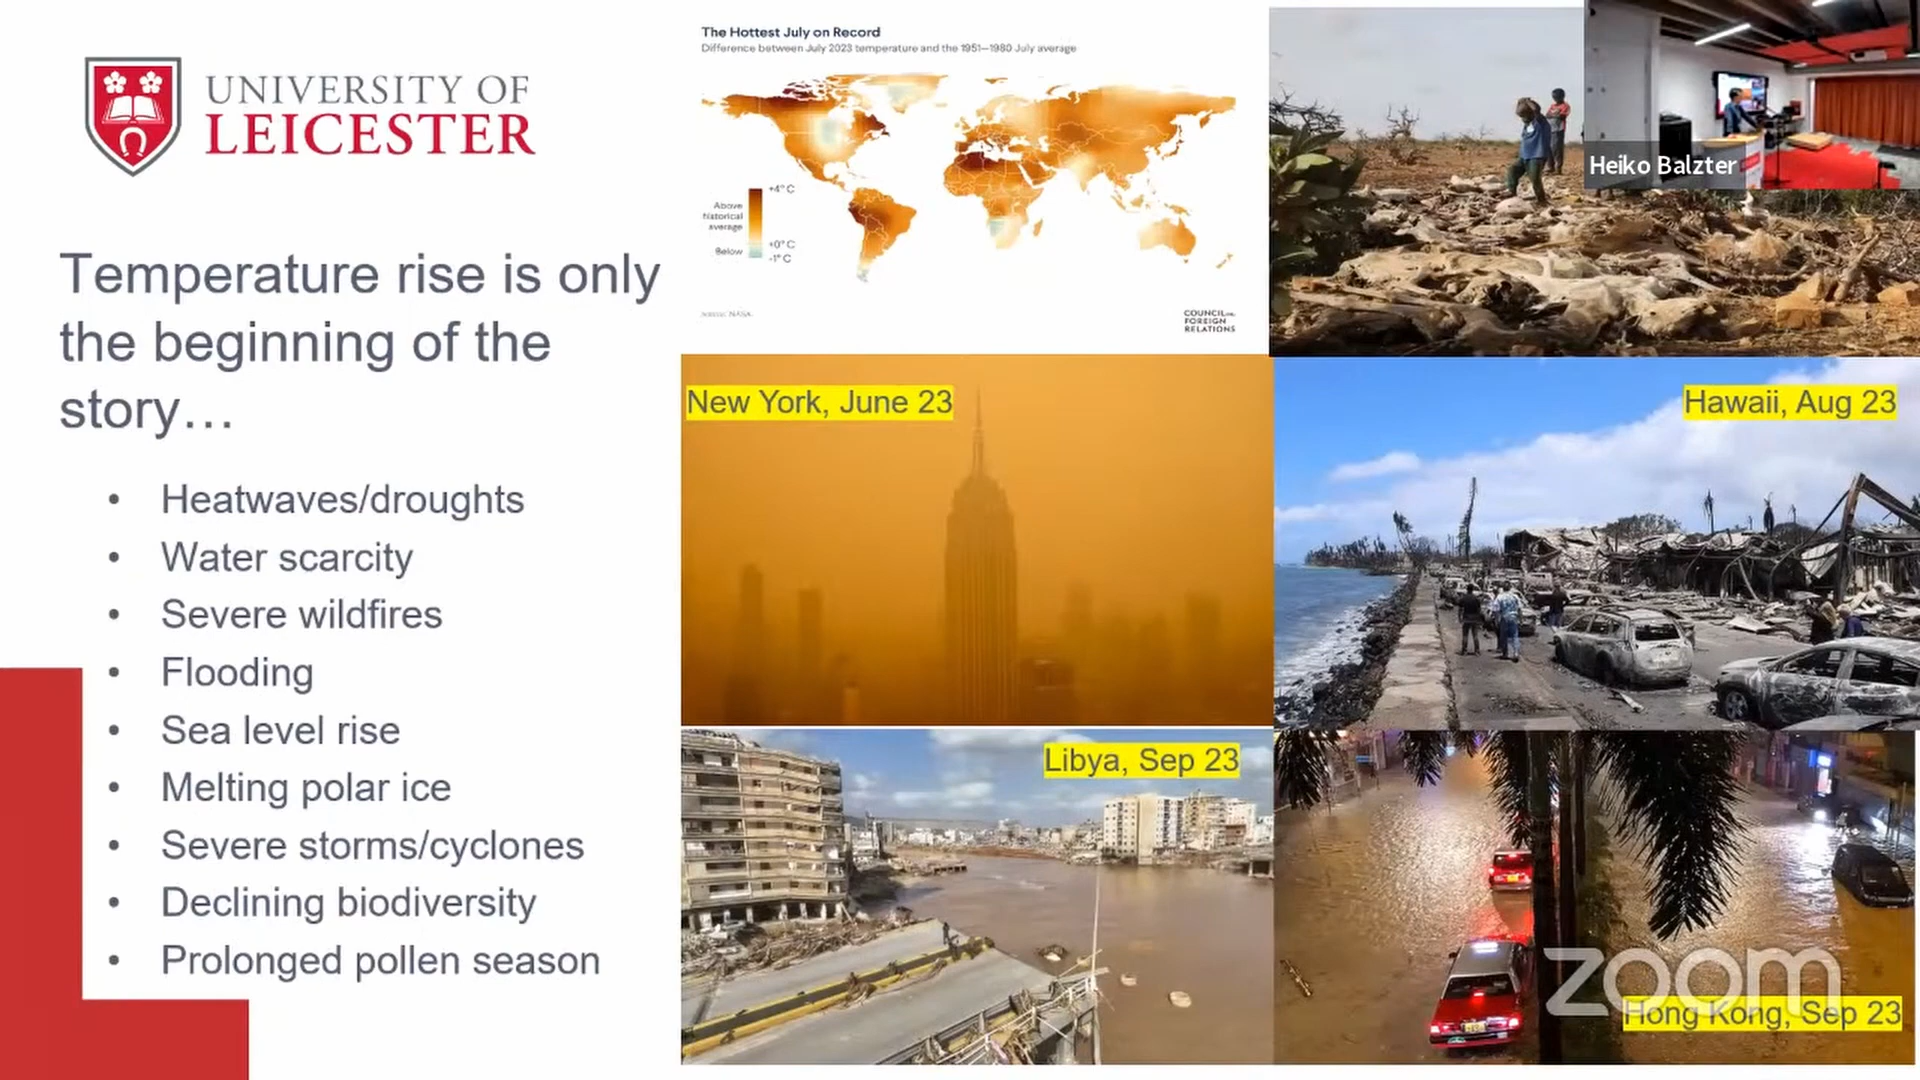 UNIVERSITY OF
LEICESTER
Temperature rise is only
the beginning of the
story…
• Heatwaves/droughts
• Water scarcity
• Severe wildfires
• Flooding
• Sea level rise
• Melting polar ice
• Severe storms/cyclones
• Declining biodiversity
• Prolonged pollen season
The Hottest July on Record
Difference between July 2023 temperature and the 1951–1980 July average
+4°C
Above
historical
average
+0°C
Below
-1°C
NASA
COUNCIL on
FOREIGN
RELATIONS
Heiko Balzter
New York, June 23
Hawaii, Aug 23
Libya, Sep 23
zoom
Hong Kong, Sep 23